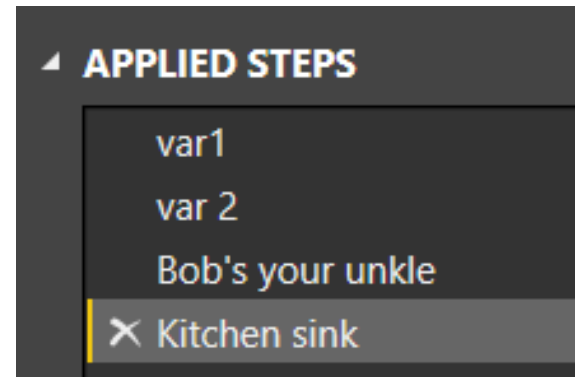 APPLIED STEPS
var1
var 2
Bob's your unkle
Kitchen sink